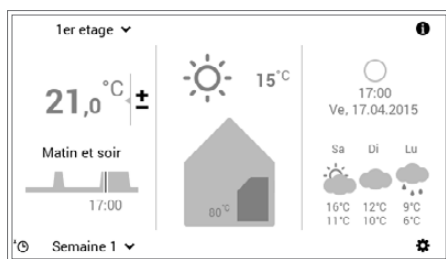 1er etage
21,0 °C ±
Matin et soir
17:00
Semaine 1
15°C
80°C
17:00
Ve, 17.04.2015
Sa Di Lu
16°C 12°C 9°C
11°C 10°C 6°C